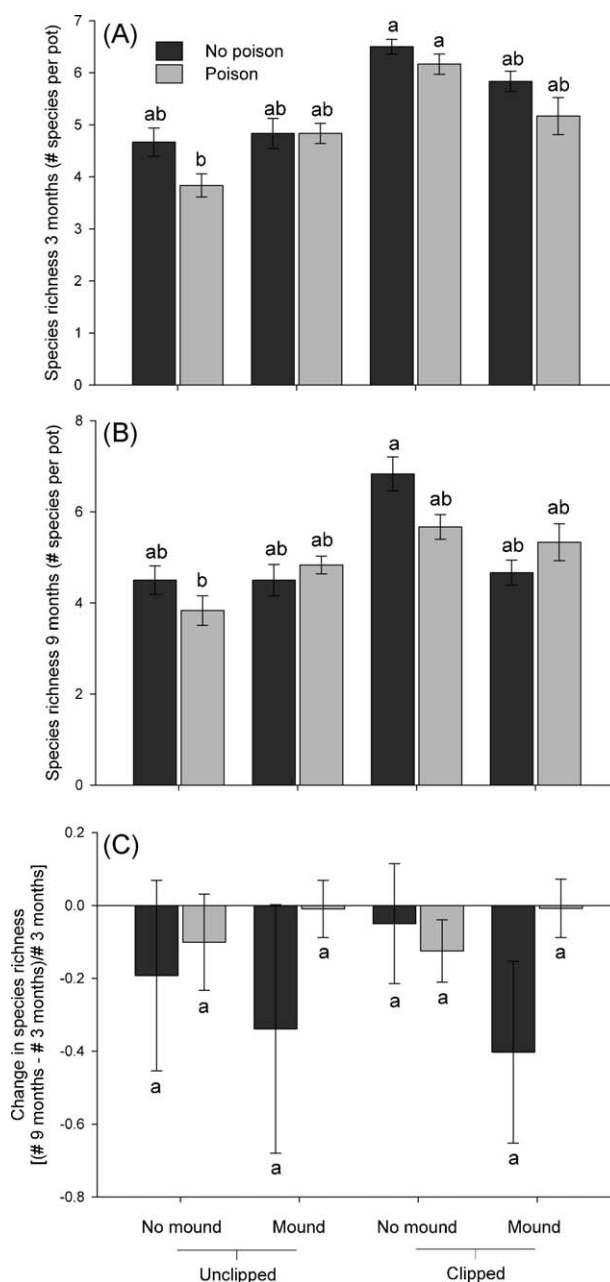 (A)
No poison
Poison
Species richness 3 months (# species per pot)
7
6
5
4
3
2
1
0
ab
b
ab
ab
a
a
ab
ab
(B)
Species richness 9 months (# species per pot)
8
6
4
2
0
ab
b
ab
ab
a
ab
ab
ab
(C)
Change in species richness
[(# 9 months - # 3 months)/# 3 months]
0.2
0.0
-0.2
-0.4
-0.6
-0.8
a
a
a
a
a
a
a
a
No mound Mound No mound Mound
Unclipped Clipped